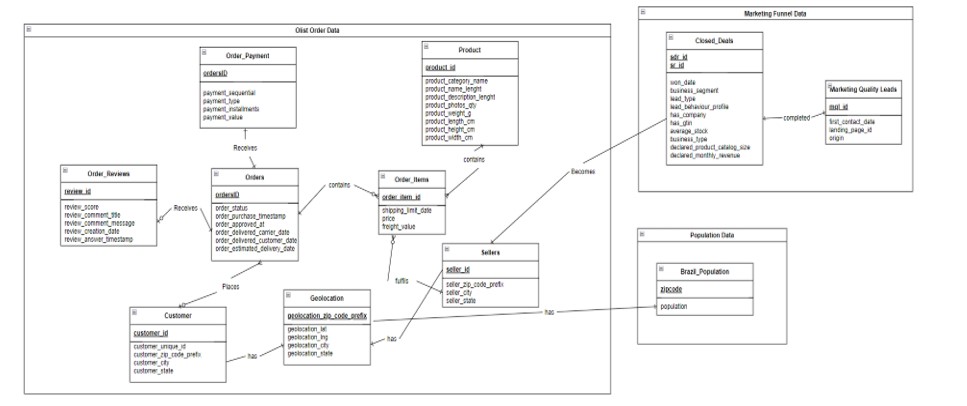 Olist Order Data
Order_Payment
ordersID
payment_sequential
payment_type
payment_installments
payment_value
Product
product_id
product_category_name
product_name_lenght
product_description_lenght
product_photos_qty
product_weight_g
product_length_cm
product_height_cm
product_width_cm
Receives
contains
Order_Reviews
review_id
review_score
review_comment_title
review_comment_message
review_creation_date
review_answer_timestamp
Receives
Orders
ordersID
order_status
order_purchase_timestamp
order_approved_at
order_delivered_carrier_date
order_delivered_customer_date
order_estimated_delivery_date
contains
Order_Items
order_item_id
shipping_limit_date
price
freight_value
Places
fulfils
Sellers
seller_id
seller_zip_code_prefix
seller_city
seller_state
Customer
customer_id
customer_unique_id
customer_zip_code_prefix
customer_city
customer_state
has
Geolocation
geolocation_zip_code_prefix
geolocation_lat
geolocation_lng
geolocation_city
geolocation_state
has
has
Becomes
Marketing Funnel Data
Closed_Deals
sdr_id
sr_id
won_date
business_segment
lead_type
lead_behaviour_profile
has_company
has_gtin
average_stock
business_type
declared_product_catalog_size
declared_monthly_revenue
completed
Marketing Quality Leads
mql_id
first_contact_date
landing_page_id
origin
Population Data
Brazil_Population
zipcode
population